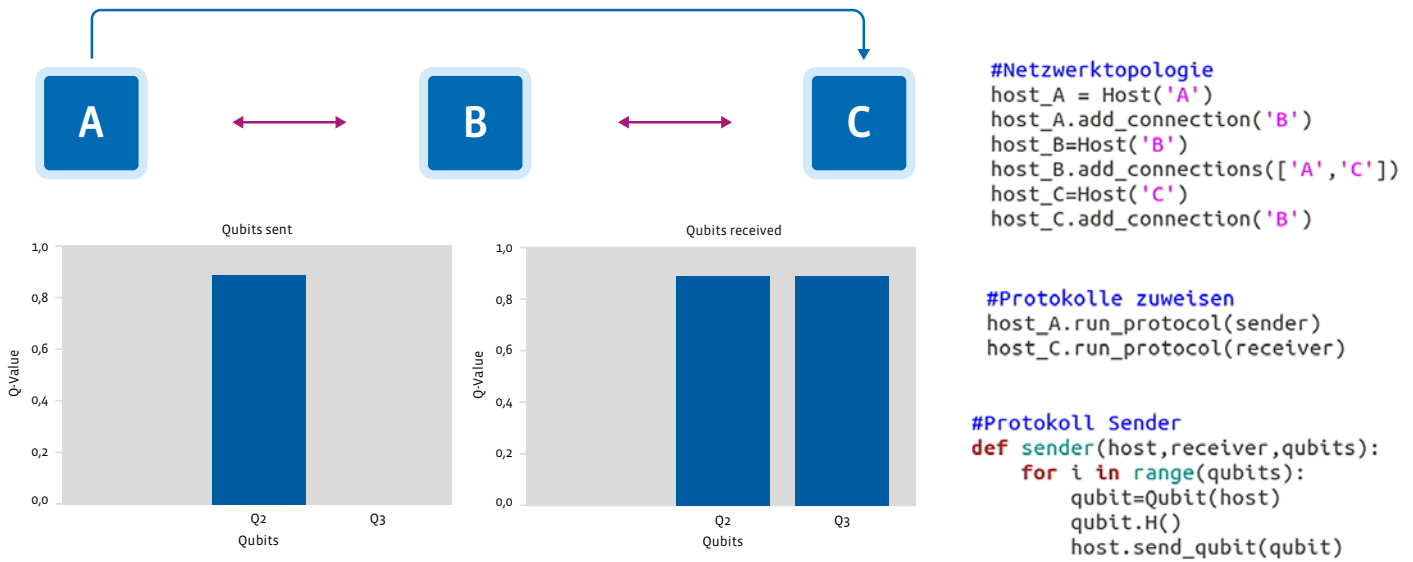 A
B
C
Qubits sent
1,0
0,8
0,6
0,4
0,2
0,0
Q-Value
Q2
Q3
Qubits
Qubits received
1,0
0,8
0,6
0,4
0,2
0,0
Q-Value
Q2
Q3
Qubits
#Netzwerktopologie
host_A = Host('A')
host_A.add_connection('B')
host_B=Host('B')
host_B.add_connections(['A','C'])
host_C=Host('C')
host_C.add_connection('B')
#Protokolle zuweisen
host_A.run_protocol(sender)
host_C.run_protocol(receiver)
#Protokoll Sender
def sender(host,receiver,qubits):
    for i in range(qubits):
        qubit=Qubit(host)
        qubit.H()
        host.send_qubit(qubit)